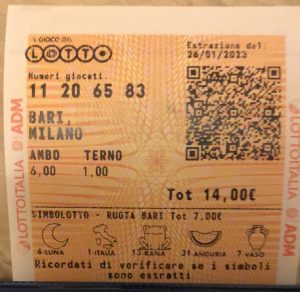 IL GIOCO DEL
LOTTO
Estrazione del:
26/01/2023
Numeri giocati:
11 20 65 83
BARI,
MILANO
AMBO TERNO
6,00 1,00
Tot 14,00€
SIMBOLOTTO - RUOTA BARI Tot 7,00€
6-LUNA 1-ITALIA 13-RANA 31-ANGURIA 7-VASO
Ricordati di verificare se i simboli
sono estratti
LOTTOITALIA ADM
LOTTOITALIA ADM